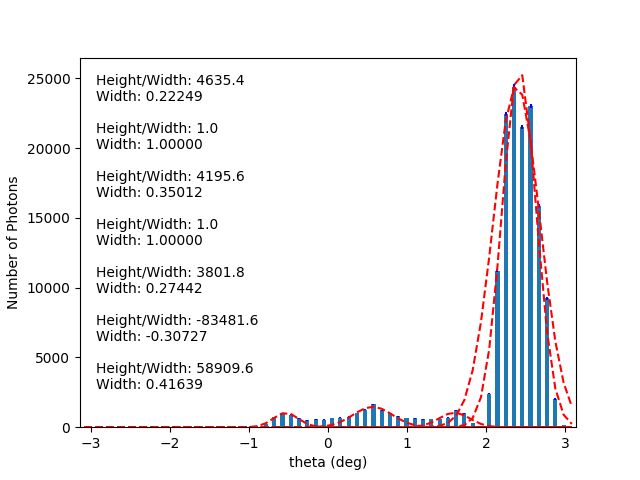 25000
20000
15000
10000
5000
0
Number of Photons
Height/Width: 4635.4
Width: 0.22249
Height/Width: 1.0
Width: 1.00000
Height/Width: 4195.6
Width: 0.35012
Height/Width: 1.0
Width: 1.00000
Height/Width: 3801.8
Width: 0.27442
Height/Width: -83481.6
Width: -0.30727
Height/Width: 58909.6
Width: 0.41639
−3 −2 −1 0 1 2 3
theta (deg)